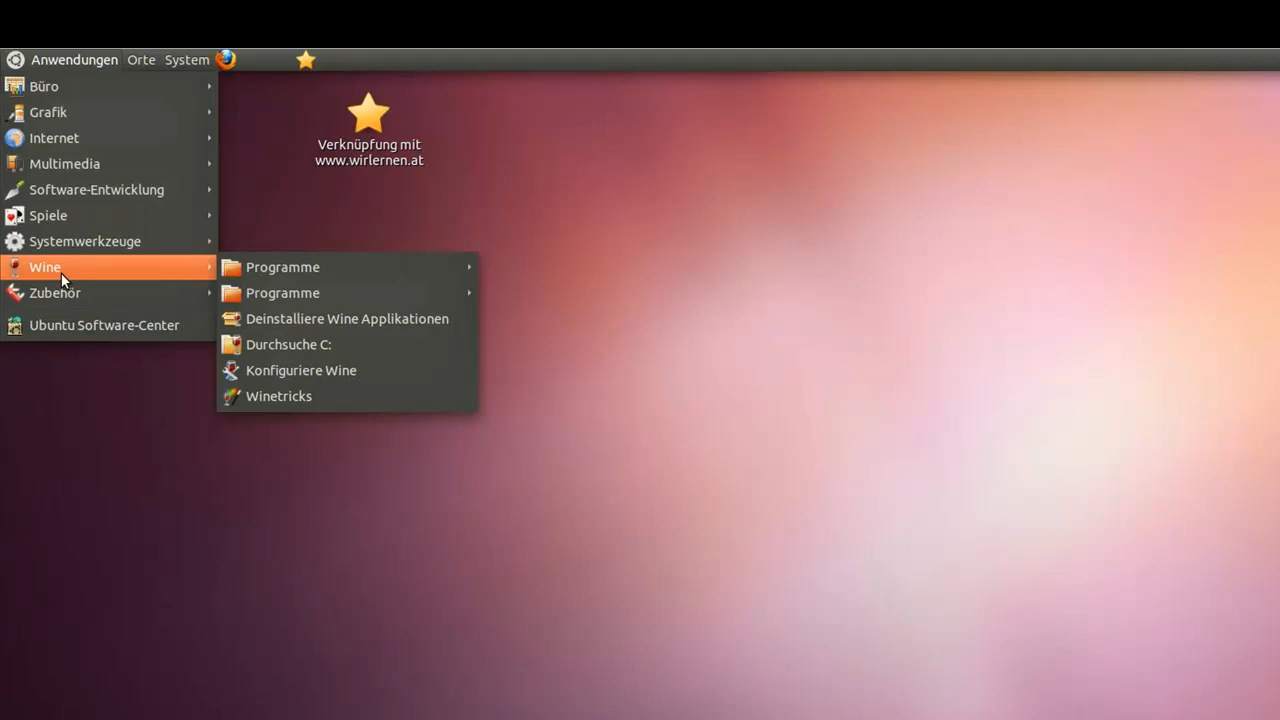 Anwendungen Orte System
Büro
Grafik
Internet
Multimedia
Software-Entwicklung
Spiele
Systemwerkzeuge
Wine
Zubehör
Ubuntu Software-Center
Programme
Programme
Deinstalliere Wine Applikationen
Durchsuche C:
Konfiguriere Wine
Winetricks
Verknüpfung mit
www.wirlernen.at